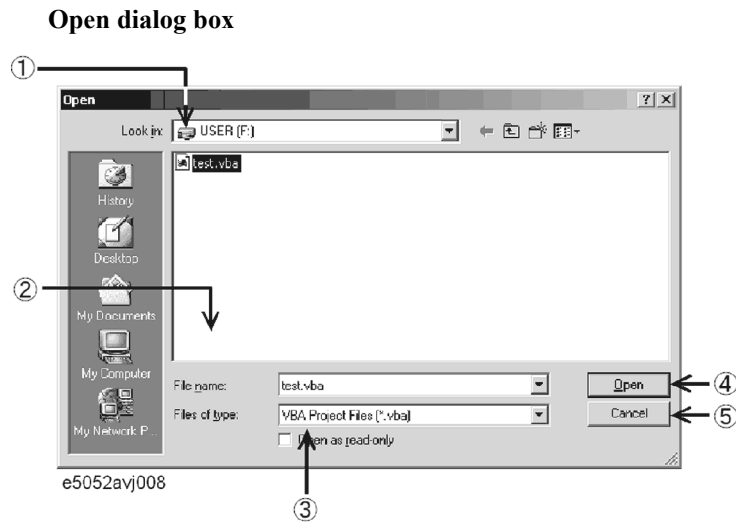 Open dialog box
①
Open
Look in:
USER (F:)
test.vba
History
Desktop
②
My Documents
My Computer
My Network P...
File name:
test.vba
Open
④
Files of type:
VBA Project Files (*.vba)
Cancel
⑤
Open as read-only
e5052avj008
③